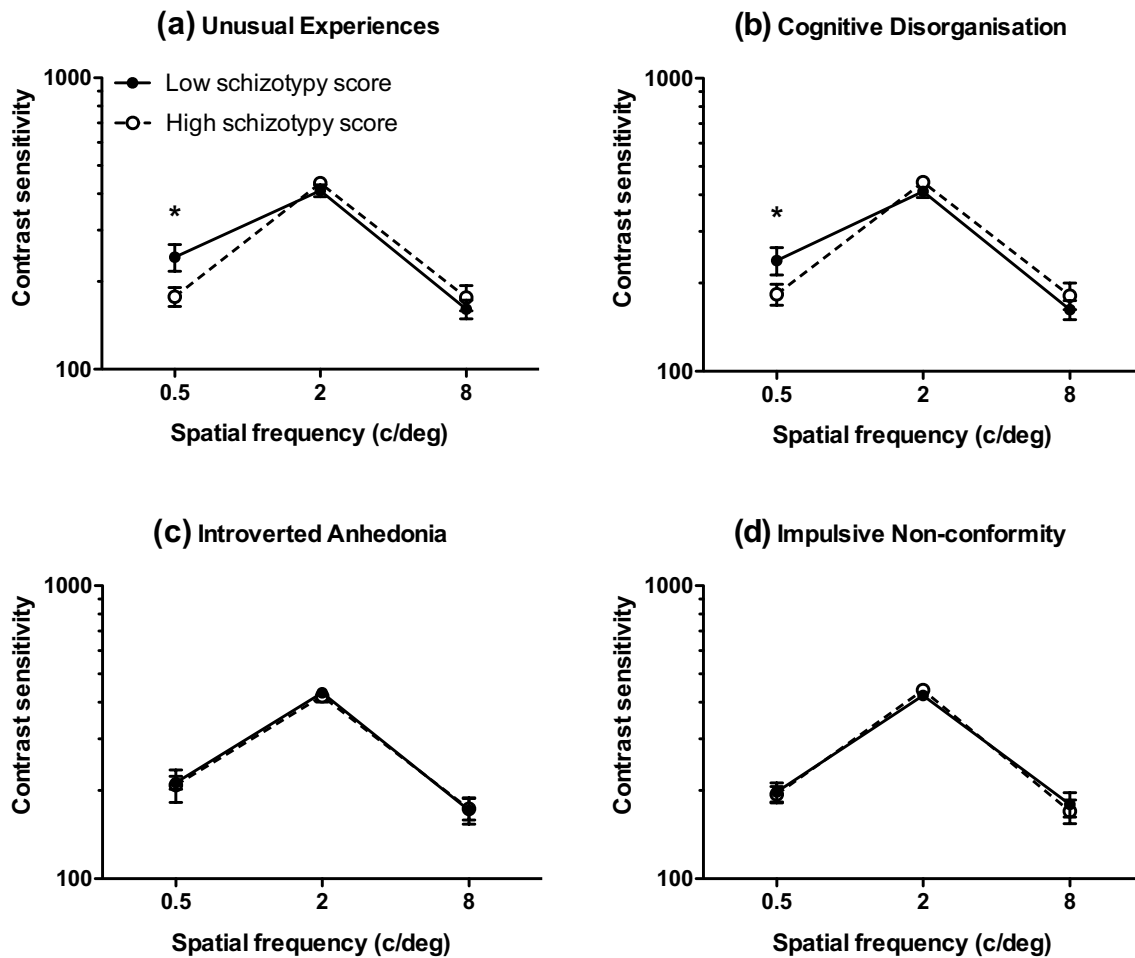 (a) Unusual Experiences
1000
Low schizotypy score
High schizotypy score
*
Contrast sensitivity
100
0.5 2 8
Spatial frequency (c/deg)
(b) Cognitive Disorganisation
1000
*
Contrast sensitivity
100
0.5 2 8
Spatial frequency (c/deg)
(c) Introverted Anhedonia
1000
Contrast sensitivity
100
0.5 2 8
Spatial frequency (c/deg)
(d) Impulsive Non-conformity
1000
Contrast sensitivity
100
0.5 2 8
Spatial frequency (c/deg)